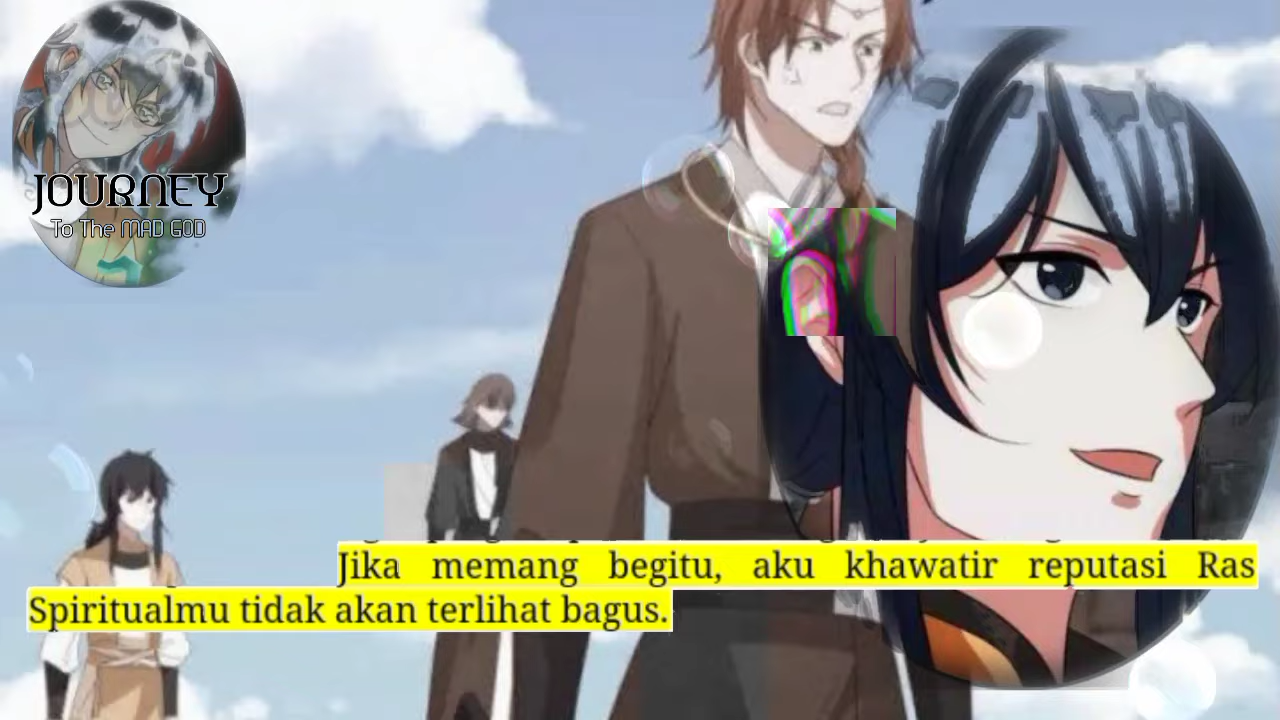 JOURNEY
To The MAD GOD
Jika memang begitu, aku khawatir reputasi Ras
Spiritualmu tidak akan terlihat bagus.